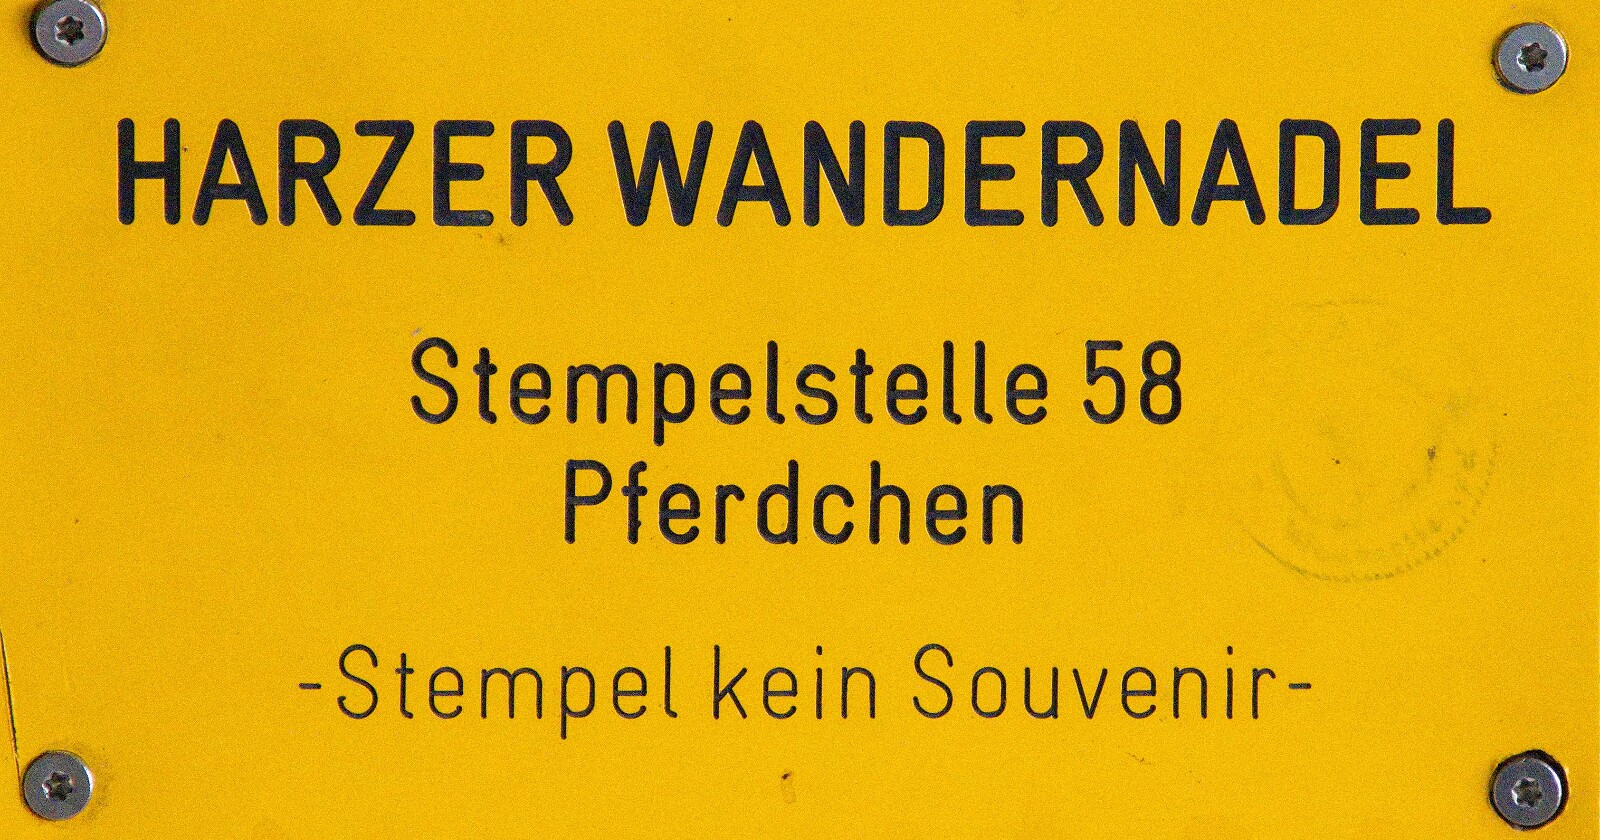 HARZER WANDERNADEL
Stempelstelle 58
Pferdchen
-Stempel kein Souvenir-